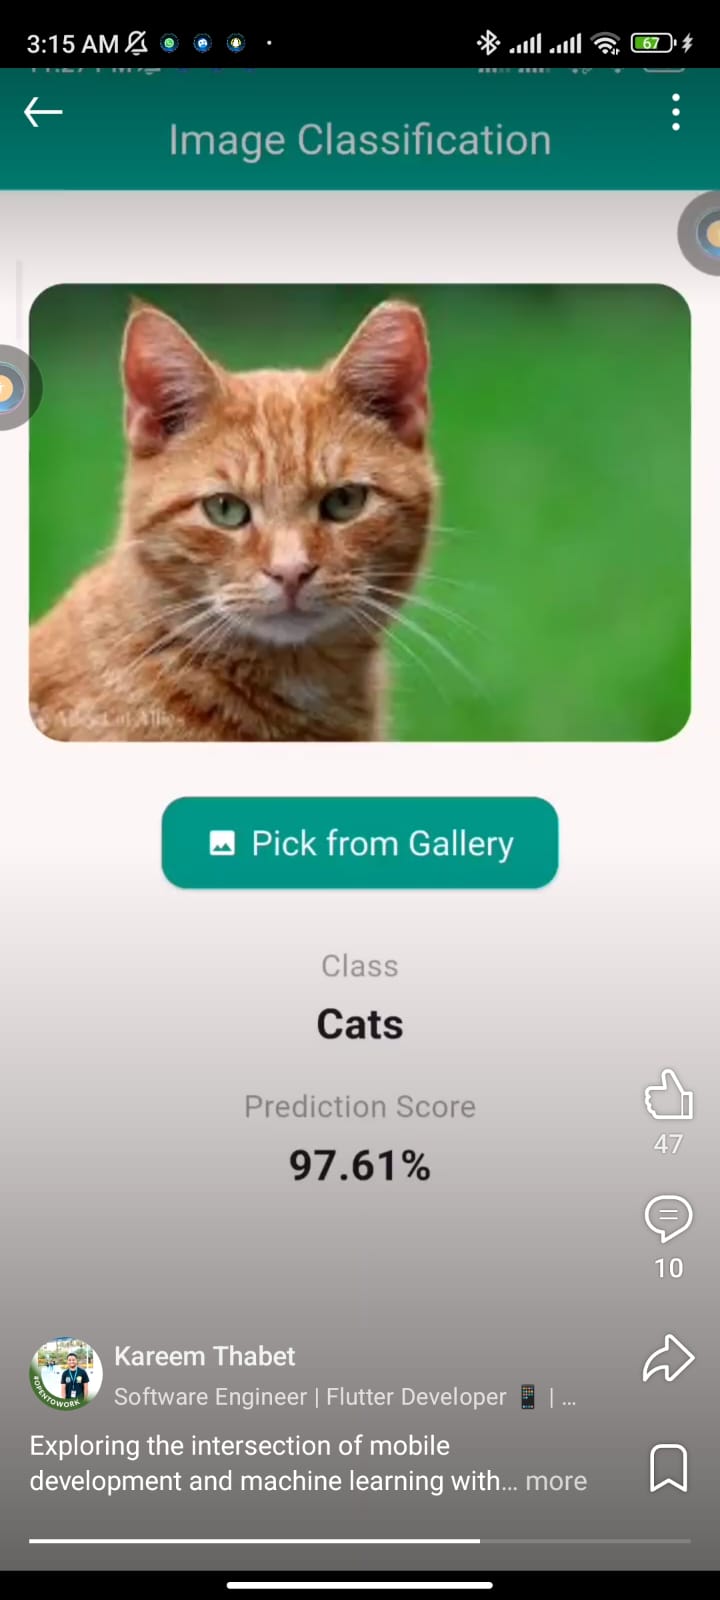 3:15 AM
67
Image Classification
Pick from Gallery
Class
Cats
Prediction Score
97.61%
47
10
Kareem Thabet
#OPENTOWORK
Software Engineer | Flutter Developer 📱 | ...
Exploring the intersection of mobile
development and machine learning with... more